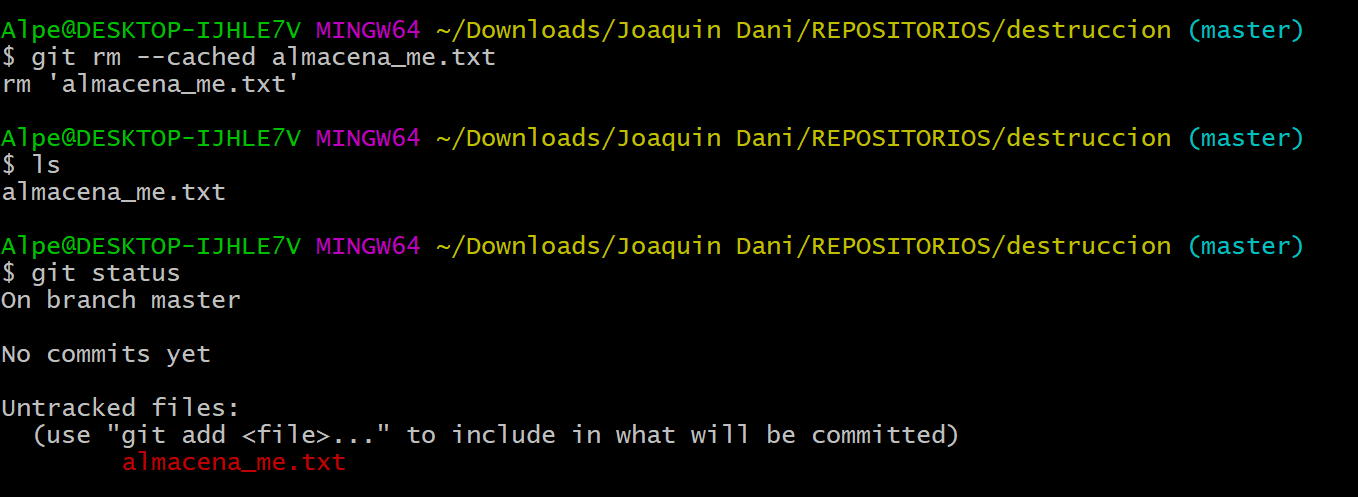 Alpe@DESKTOP-IJHLE7V MINGW64 ~/Downloads/Joaquin Dani/REPOSITORIOS/destruccion (master)
$ git rm --cached almacena_me.txt
rm 'almacena_me.txt'

Alpe@DESKTOP-IJHLE7V MINGW64 ~/Downloads/Joaquin Dani/REPOSITORIOS/destruccion (master)
$ ls
almacena_me.txt

Alpe@DESKTOP-IJHLE7V MINGW64 ~/Downloads/Joaquin Dani/REPOSITORIOS/destruccion (master)
$ git status
On branch master

No commits yet

Untracked files:
  (use "git add <file>..." to include in what will be committed)
        almacena_me.txt